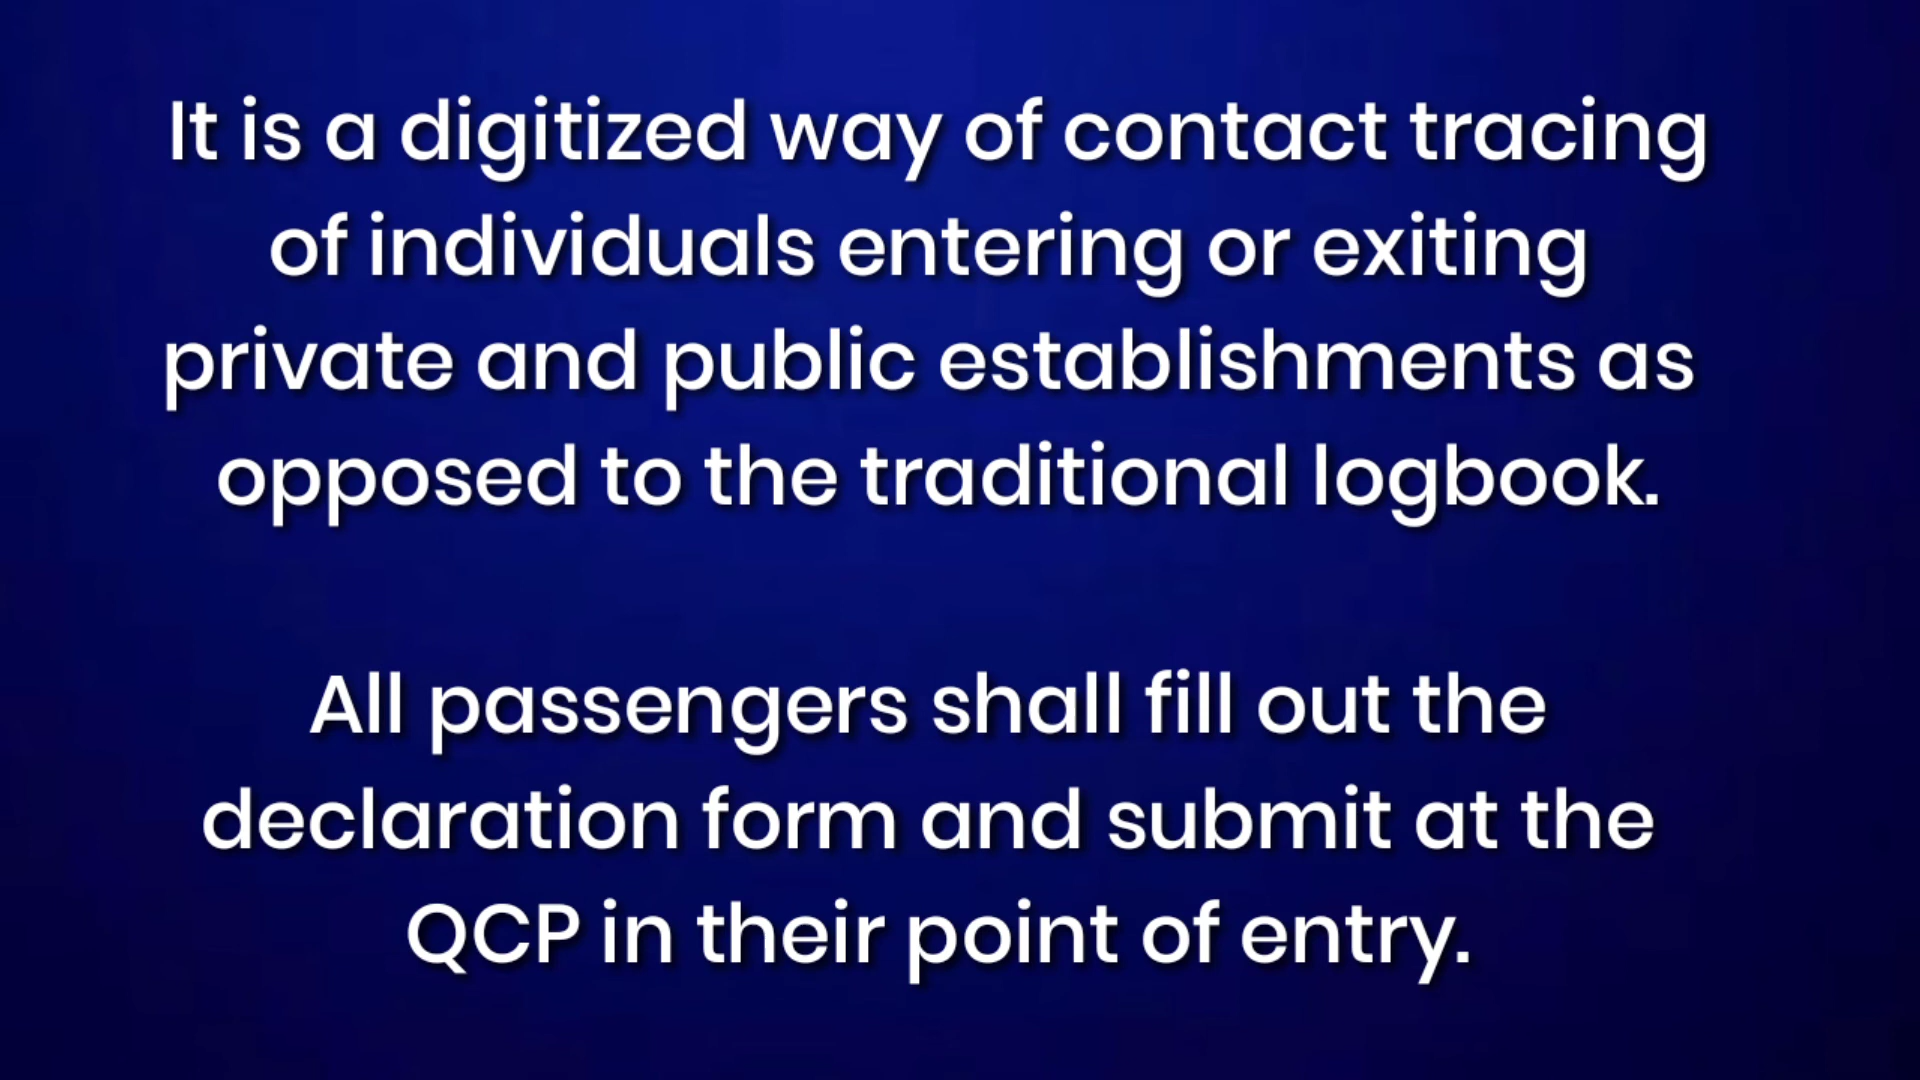 It is a digitized way of contact tracing
of individuals entering or exiting
private and public establishments as
opposed to the traditional logbook.
All passengers shall fill out the
declaration form and submit at the
QCP in their point of entry.